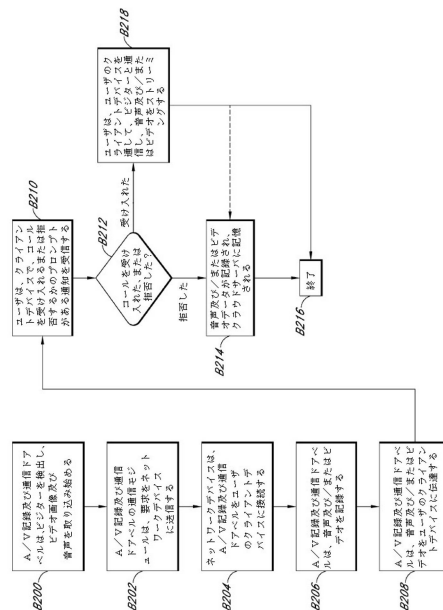 B200
A/V記録及び通信ドア
ベルはビジターを検出し、
ビデオ画像及び
音声を取り込み始める
B202
A/V記録及び通信
ドアベルの通信モジ
ュールは、要求をネット
ワークデバイス
に送信する
B204
ネットワークデバイスは、
A/V記録及び通信
ドアベルをユーザ
のクライアントデ
バイスに接続する
B206
A/V記録及び通信ドアベ
ルは、音声及び/またはビ
デオを記録する
B208
A/V記録及び通信ドアベ
ルは、音声及び/またはビ
デオをユーザのクライアン
トデバイスに伝達する
B210
ユーザは、クライアン
トデバイスで、コール
を受け入れるまたは拒
否するかのプロンプト
がある通知を受信する
B212
コールを受け
入れた、または
拒否した?
受け入れた
拒否した
B218
ユーザは、ユーザのク
ライアントデバイスを
通して、ビジターと通
信し、音声及び/また
はビデオをストリーミ
ングする
B214
音声及び/またはビデ
オデータが記録され、
クラウドサーバに記憶
される
B216
終了